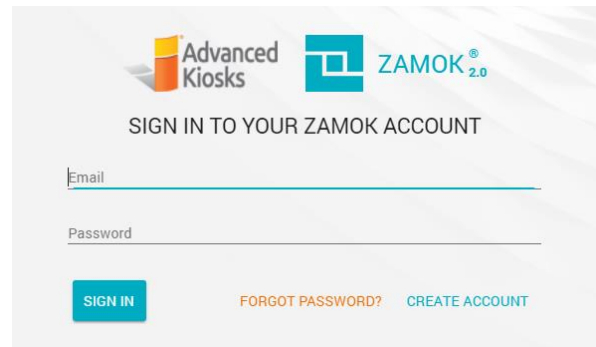 Advanced
Kiosks
ZAMOK® 2.0
SIGN IN TO YOUR ZAMOK ACCOUNT
Email
Password
SIGN IN FORGOT PASSWORD? CREATE ACCOUNT